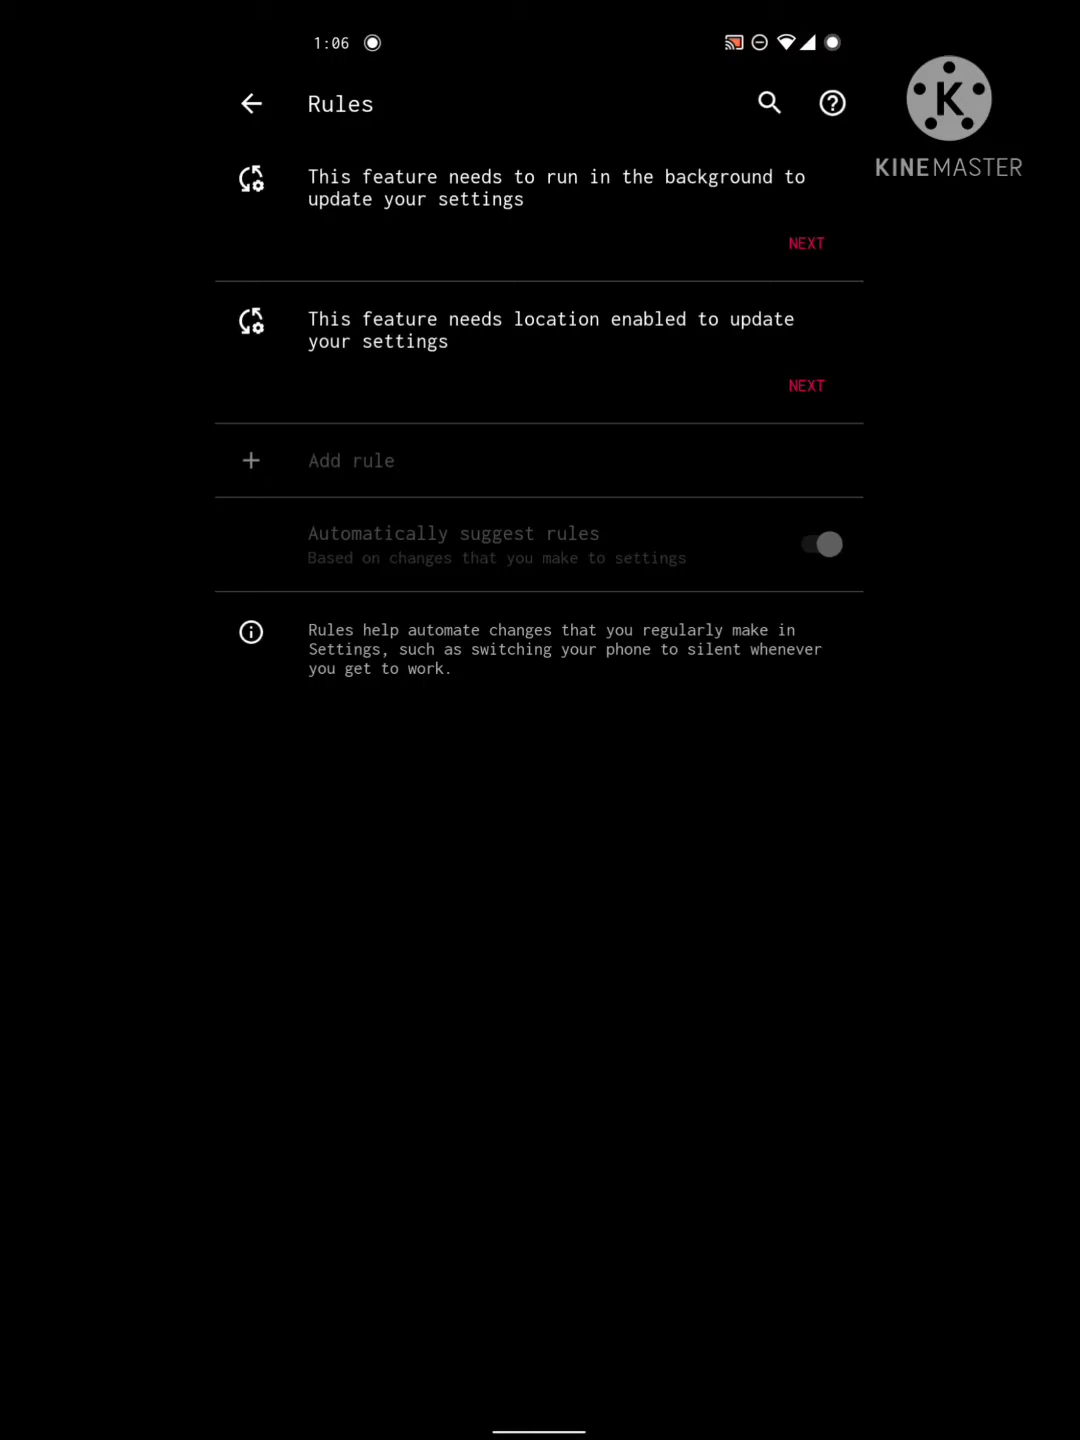 1:06
Rules
K
KINEMASTER
This feature needs to run in the background to
update your settings
NEXT
This feature needs location enabled to update
your settings
NEXT
Add rule
Automatically suggest rules
Based on changes that you make to settings
Rules help automate changes that you regularly make in
Settings, such as switching your phone to silent whenever
you get to work.